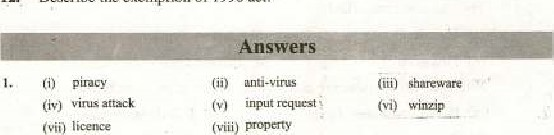 Answers
1. (i) piracy (ii) anti-virus (iii) shareware
(iv) virus attack (v) input request (vi) winzip
(vii) licence (viii) property